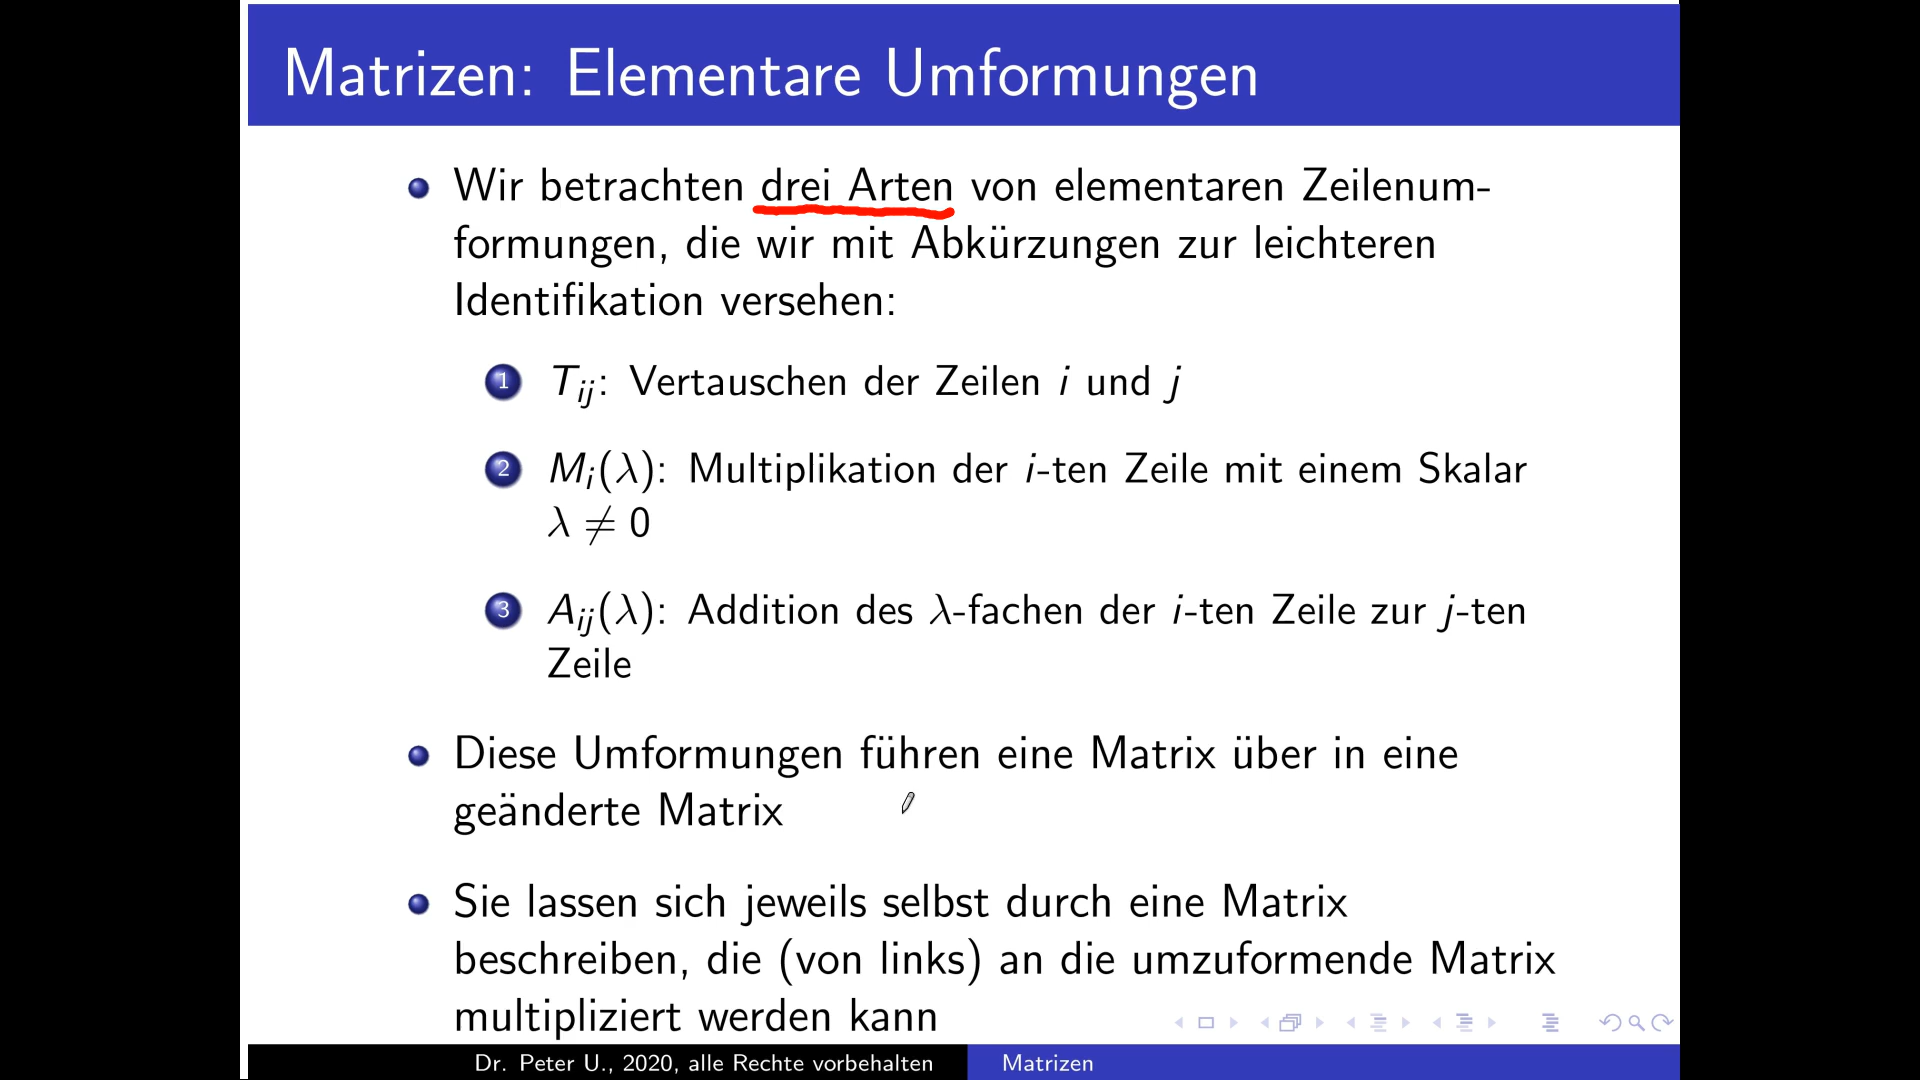 Matrizen: Elementare Umformungen
Wir betrachten drei Arten von elementaren Zeilenum-
formungen, die wir mit Abkürzungen zur leichteren
Identifikation versehen:
1 T_{ij}: Vertauschen der Zeilen i und j
2 M_i(λ): Multiplikation der i-ten Zeile mit einem Skalar
λ ≠ 0
3 A_{ij}(λ): Addition des λ-fachen der i-ten Zeile zur j-ten
Zeile
Diese Umformungen führen eine Matrix über in eine
geänderte Matrix
Sie lassen sich jeweils selbst durch eine Matrix
beschreiben, die (von links) an die umzuformende Matrix
multipliziert werden kann
Dr. Peter U., 2020, alle Rechte vorbehalten
Matrizen